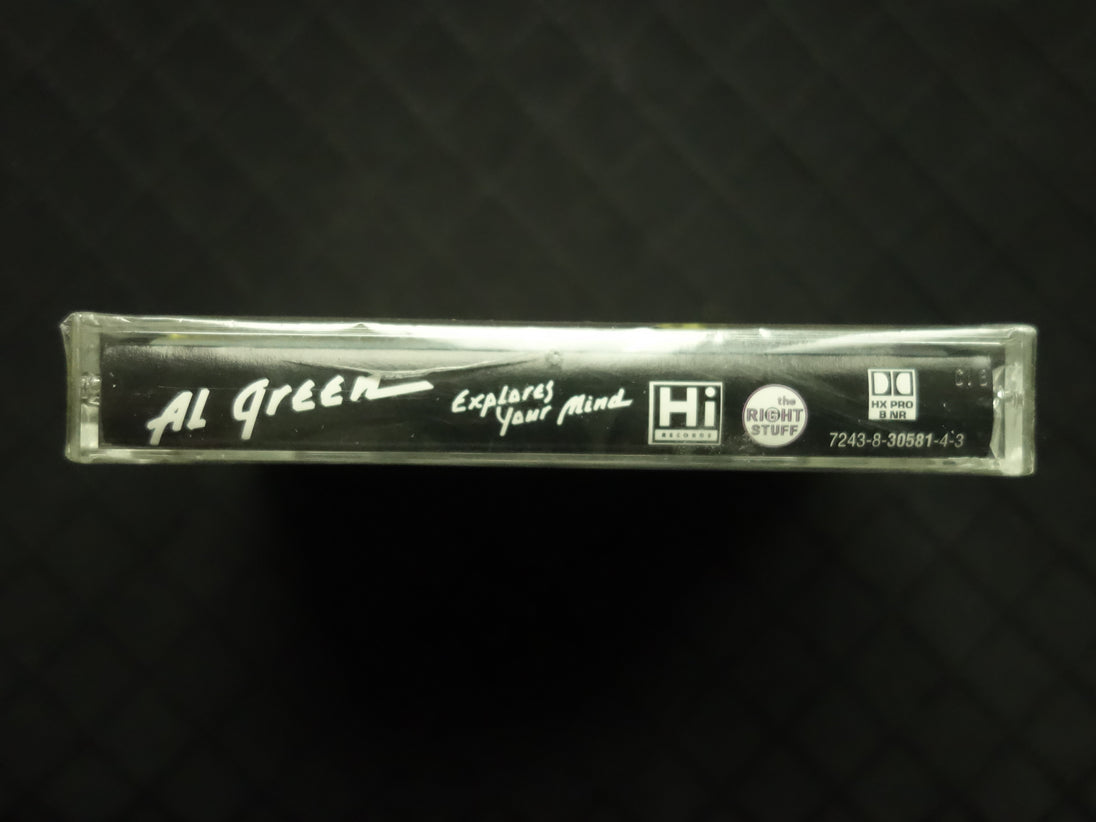 AL GREEN
Explores
Your Mind
Hi
RECORDS
the
RIGHT
STUFF
HX PRO
B NR
7243-8-30581-4-3